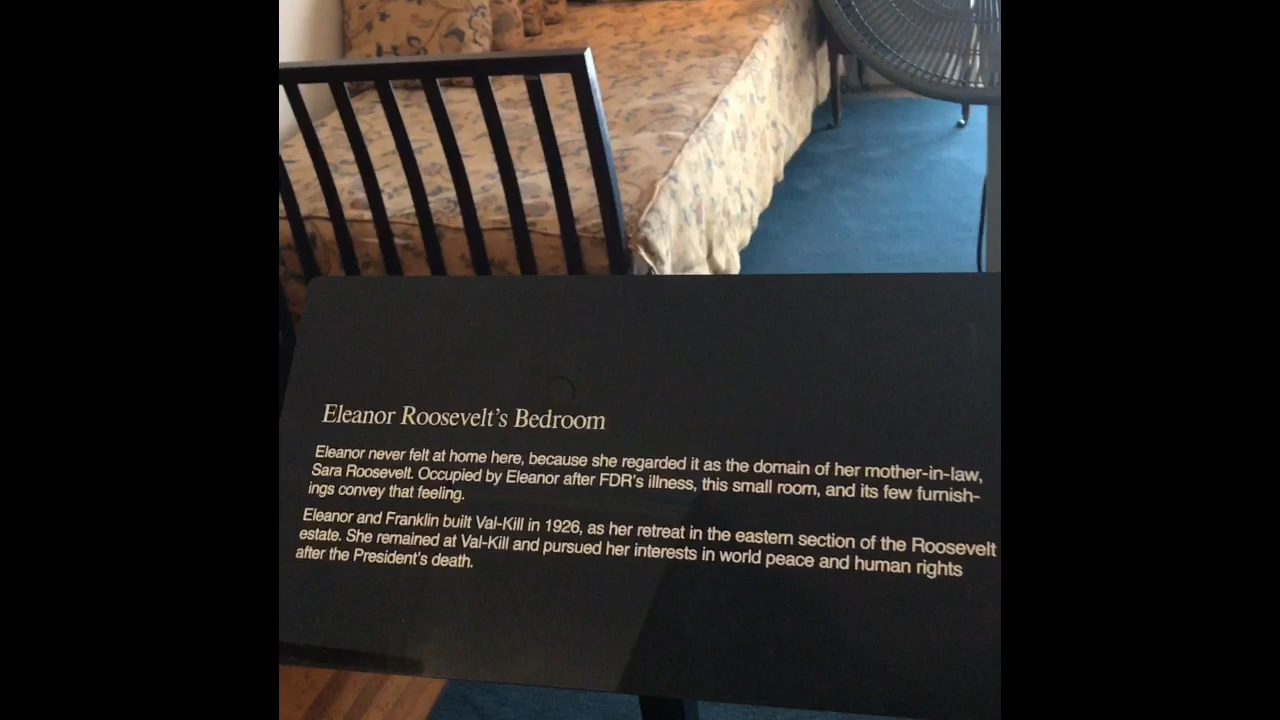 Eleanor Roosevelt's Bedroom
Eleanor never felt at home here, because she regarded it as the domain of her mother-in-law,
Sara Roosevelt. Occupied by Eleanor after FDR's illness, this small room, and its few furnish-
ings convey that feeling.
Eleanor and Franklin built Val-Kill in 1926, as her retreat in the eastern section of the Roosevelt
estate. She remained at Val-Kill and pursued her interests in world peace and human rights
after the President's death.